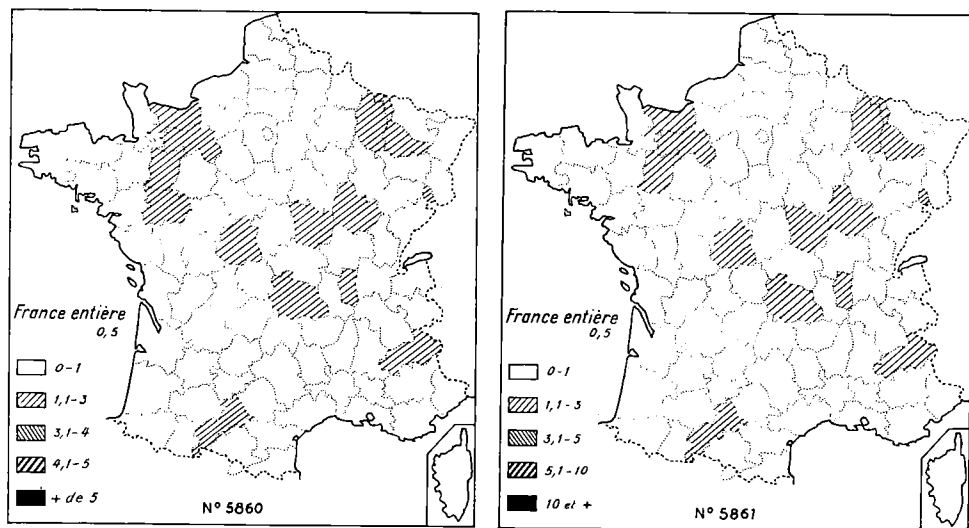 France entière
0,5
0-1
1,1-3
3,1-4
4,1-5
+ de 5
N° 5860
France entière
0,5
0-1
1,1-3
3,1-5
5,1-10
10 et +
N° 5861